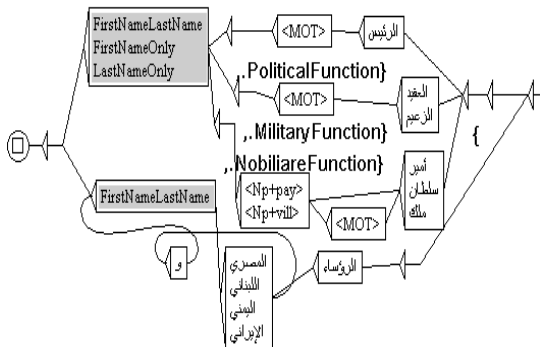 FirstNameLastName
FirstNameOnly
LastNameOnly
<MOT>
الرئيس
,.PoliticalFunction}
<MOT>
العقيد
الزعيم
,.MilitaryFunction}
{
,.NobiliareFunction}
<Np+pay>
<Np+vill>
<MOT>
أمير
سلطان
ملك
FirstNameLastName
و
المصري
اللبناني
اليمني
الإيراني
الرؤساء